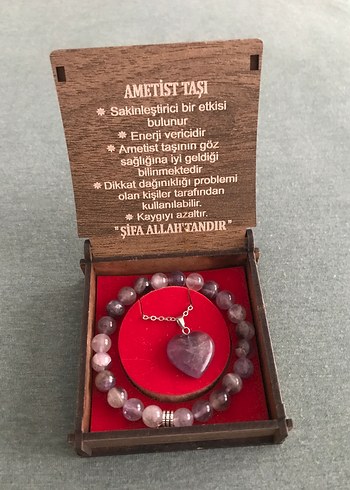 AMETİST TAŞI
* Sakinleştirici bir etkisi
bulunur
* Enerji vericidir
* Ametist taşının göz
sağlığına iyi geldiği
bilinmektedir
* Dikkat dağınıklığı problemi
olan kişiler tarafından
kullanılabilir.
* Kaygıyı azaltır.
"ŞİFA ALLAH'TANDIR"